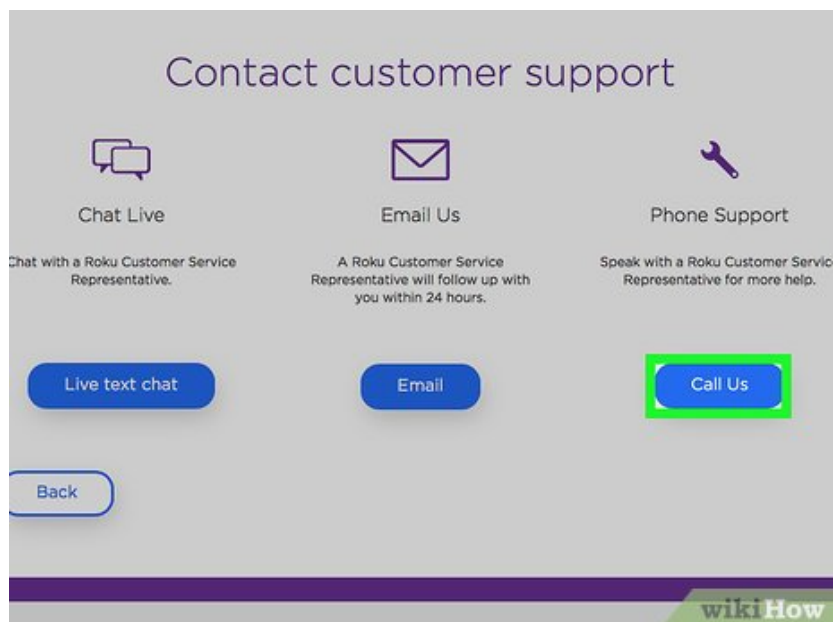 Contact customer support
Chat Live
Chat with a Roku Customer Service
Representative.
Live text chat
Email Us
A Roku Customer Service
Representative will follow up with
you within 24 hours.
Email
Phone Support
Speak with a Roku Customer Servic
Representative for more help.
Call Us
Back
wikiHow